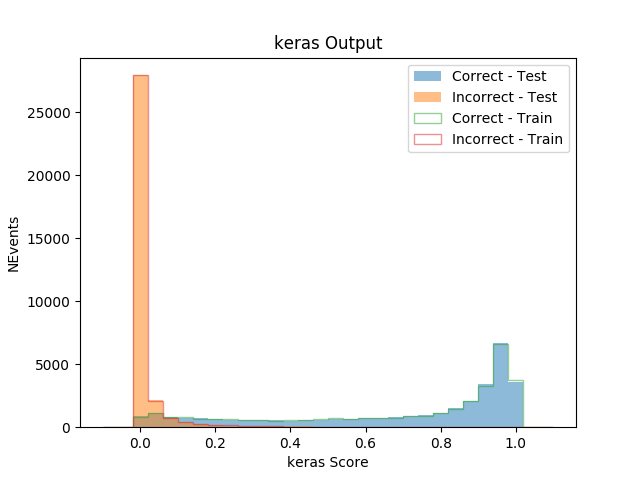 keras Output
Correct - Test
Incorrect - Test
Correct - Train
Incorrect - Train
25000
20000
15000
10000
5000
0
NEvents
0.0 0.2 0.4 0.6 0.8 1.0
keras Score